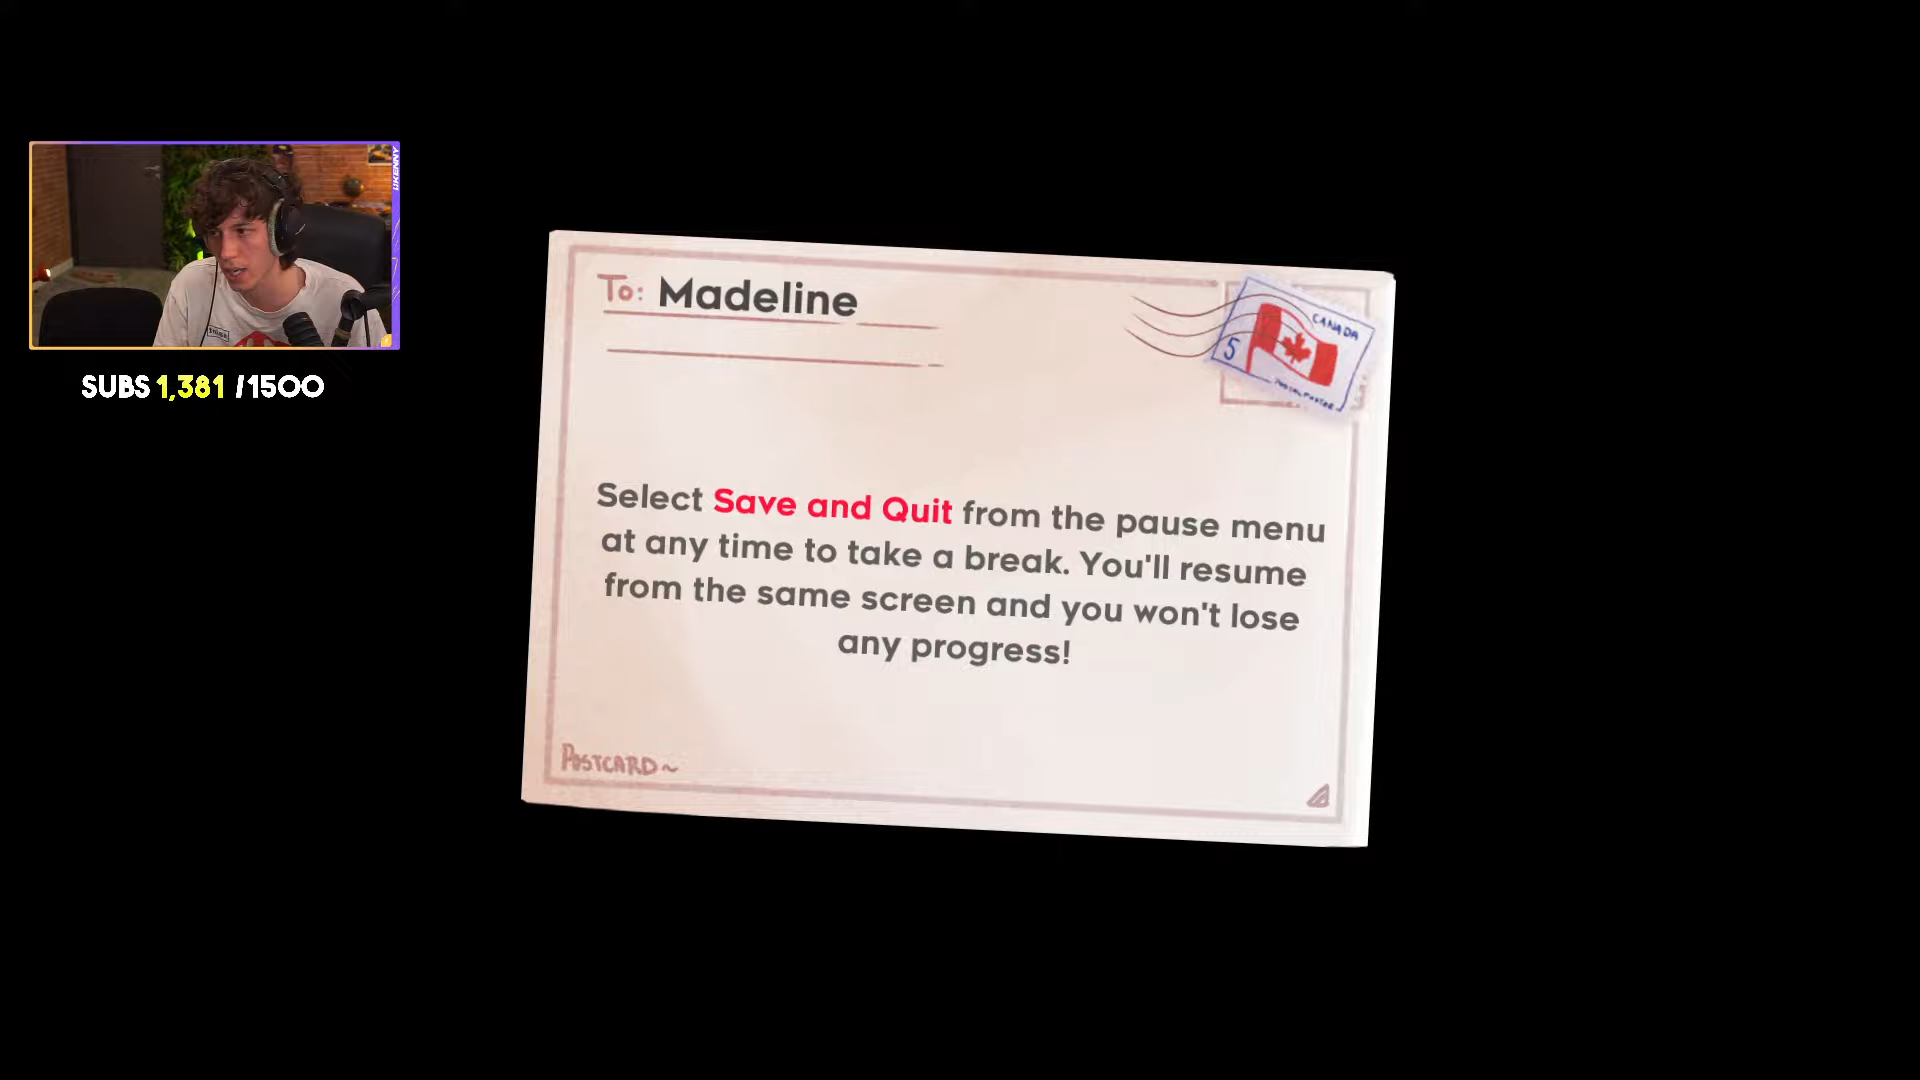 To: Madeline
CANADA
5
Select Save and Quit from the pause menu
at any time to take a break. You'll resume
from the same screen and you won't lose
any progress!
POSTCARD~
UKENNY
SUBS 1,381 /1500